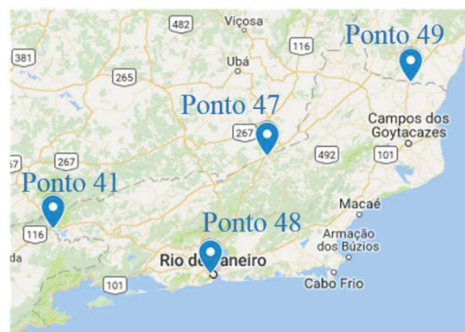 482
Viçosa
116
Ponto 49
381
Ubá
265
Ponto 47
Campos dos
Goytacazes
267
267
492
101
Ponto 41
116
Ponto 48
Macaé
Armação
dos Búzios
Rio de Janeiro
101
Cabo Frio